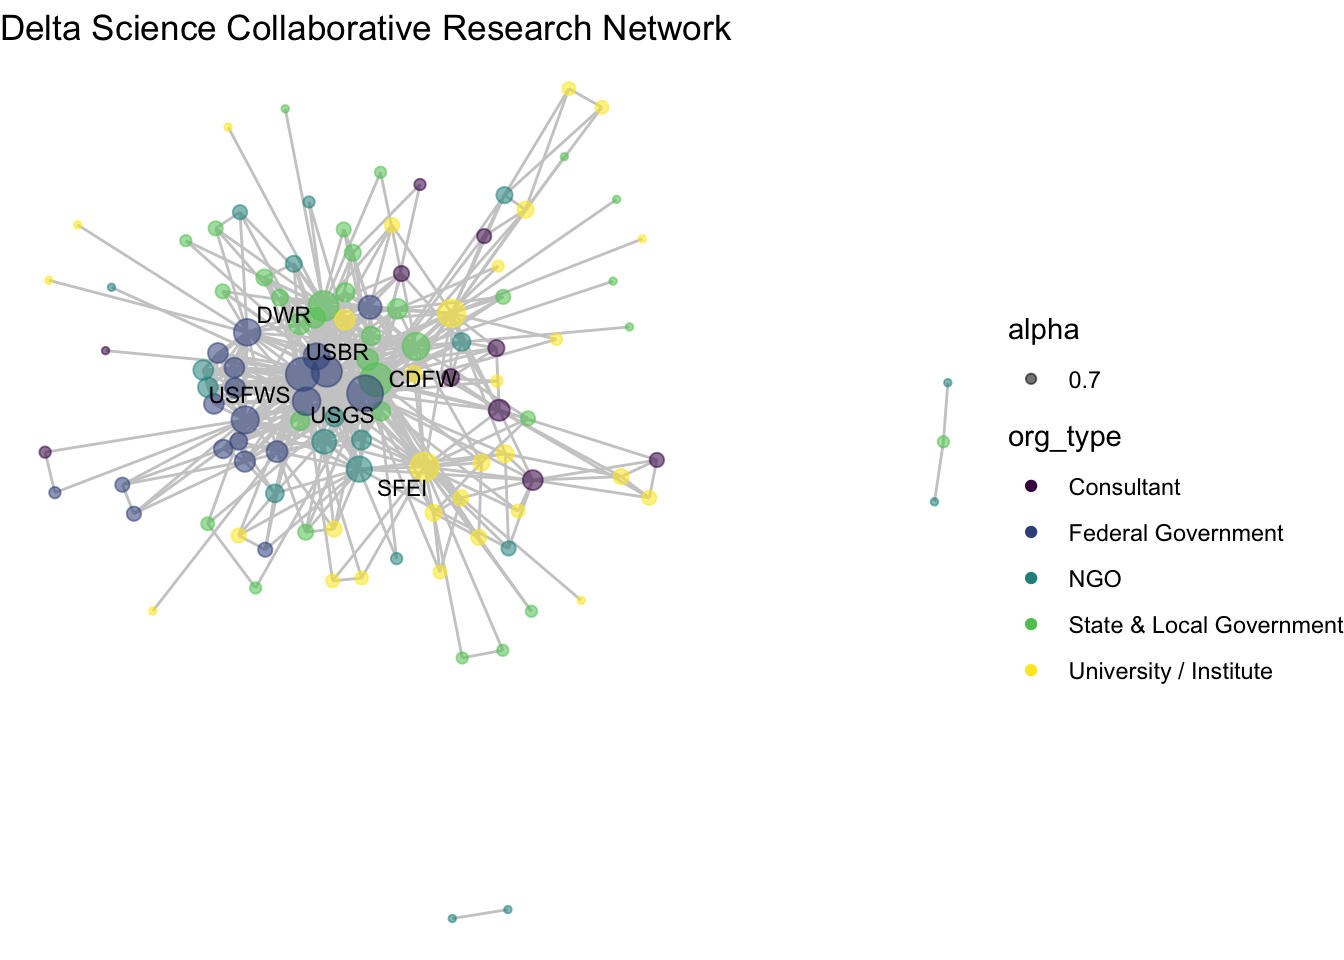 Delta Science Collaborative Research Network
DWR
USBR
CDFW
USFWS
USGS
SFEI
alpha
0.7
org_type
Consultant
Federal Government
NGO
State & Local Government
University / Institute